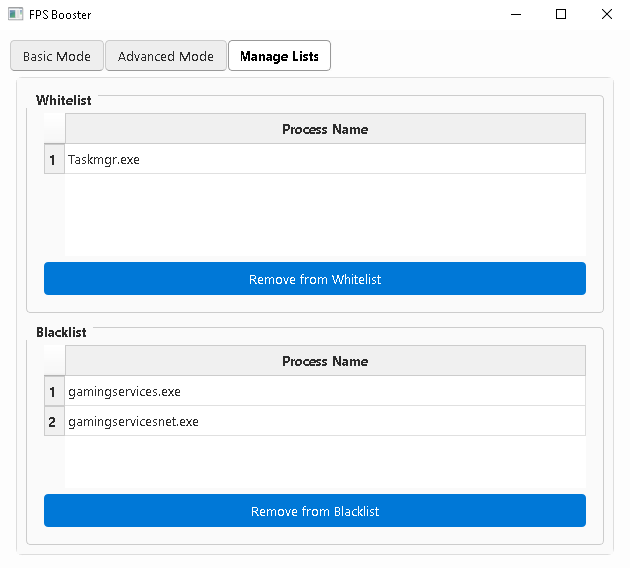 FPS Booster
Basic Mode Advanced Mode Manage Lists
Whitelist
Process Name
1 Taskmgr.exe
Remove from Whitelist
Blacklist
Process Name
1 gamingservices.exe
2 gamingservicesnet.exe
Remove from Blacklist